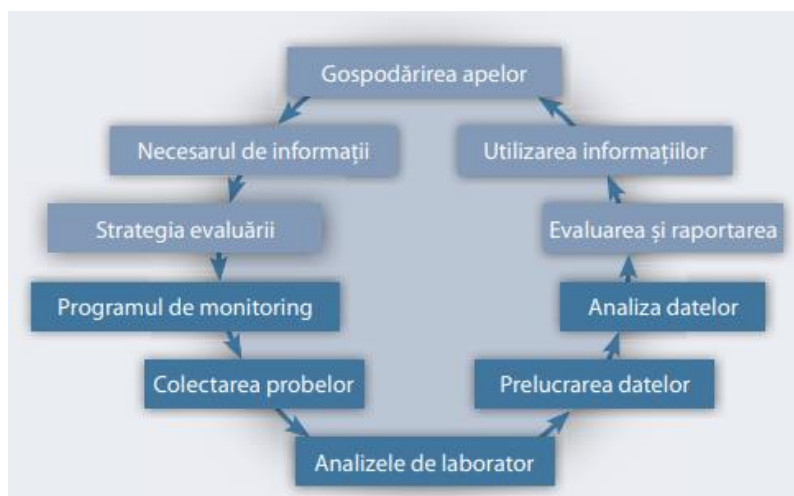 Gospodărirea apelor
Necesarul de informații
Utilizarea informațiilor
Strategia evaluării
Evaluarea și raportarea
Programul de monitoring
Analiza datelor
Colectarea probelor
Prelucrarea datelor
Analizele de laborator